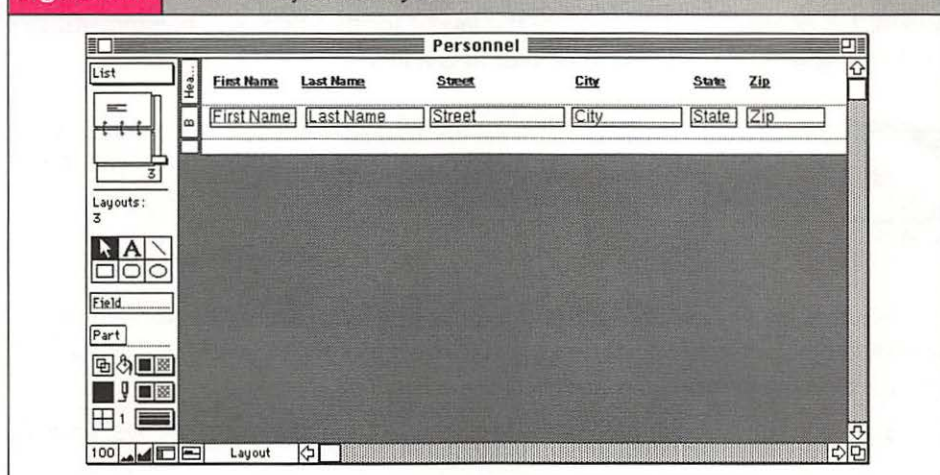 Personnel
List
Hea...
First Name Last Name Street City State Zip
B
First Name Last Name Street City State Zip
3
Layouts:
3
A
Field
Part
1
100 Layout